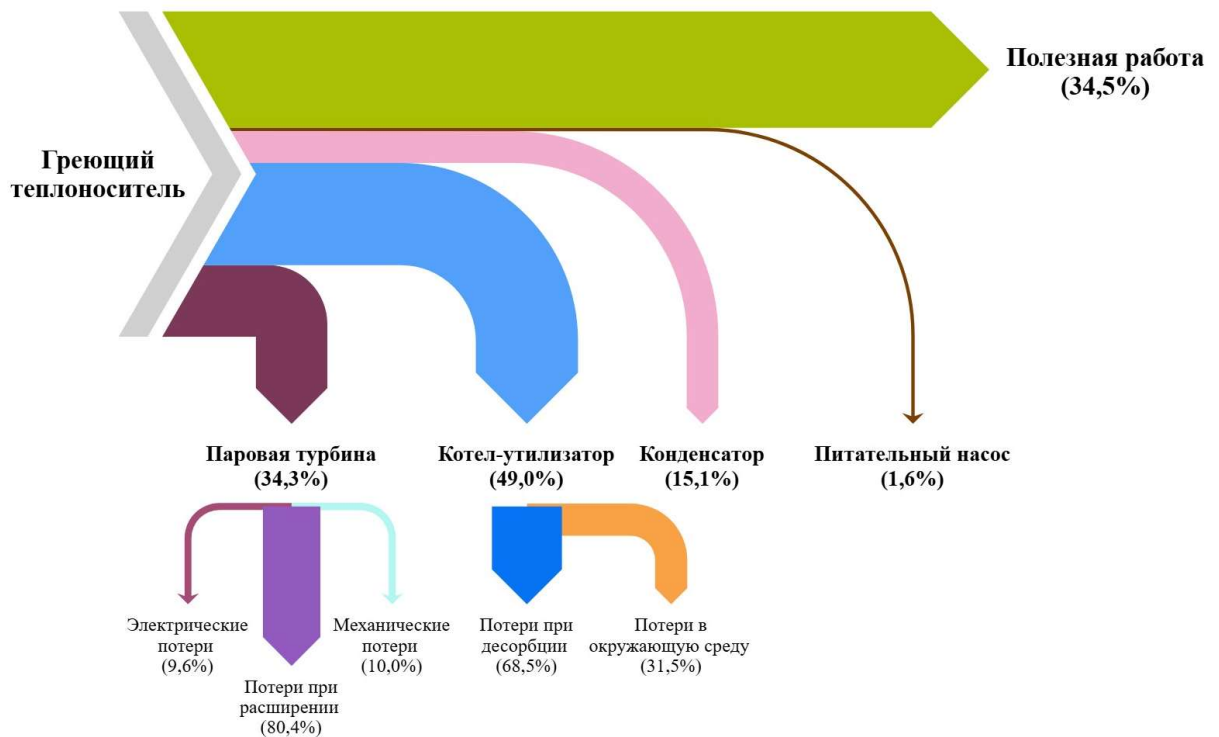 Полезная работа
(34,5%)
Греющий
теплоноситель
Паровая турбина
(34,3%)
Котел-утилизатор
(49,0%)
Конденсатор
(15,1%)
Питательный насос
(1,6%)
Электрические
потери
(9,6%)
Потери при
расширении
(80,4%)
Механические
потери
(10,0%)
Потери при
десорбции
(68,5%)
Потери в
окружающую среду
(31,5%)